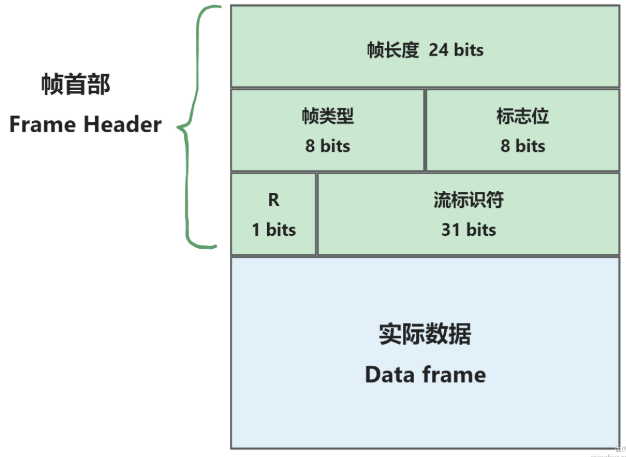 帧长度 24 bits
帧首部
Frame Header
帧类型
8 bits
标志位
8 bits
R
1 bits
流标识符
31 bits
实际数据
Data frame